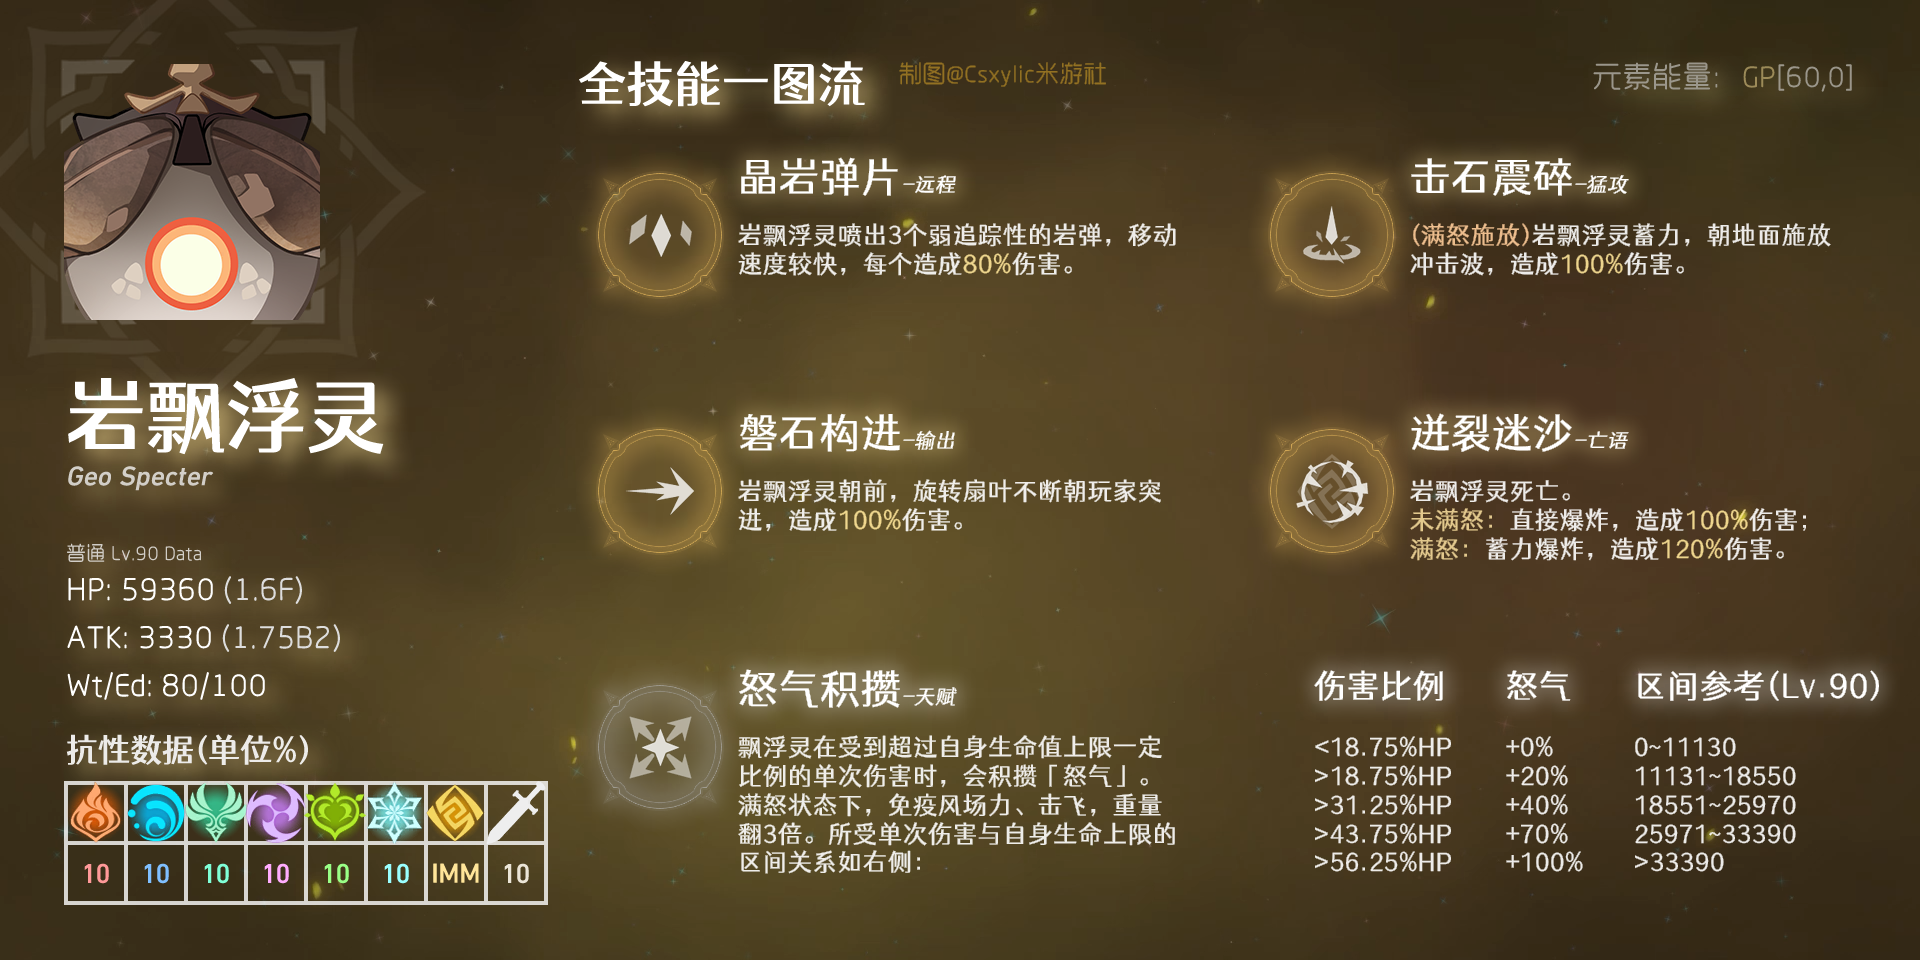 全技能一图流
制图@Csxylic米游社
元素能量: GP[60,0]
岩飘浮灵
Geo Specter
普通 Lv.90 Data
HP: 59360 (1.6F)
ATK: 3330 (1.75B2)
Wt/Ed: 80/100
抗性数据(单位%)
10 10 10 10 10 10 IMM 10
晶岩弹片-远程
岩飘浮灵喷出3个弱追踪性的岩弹，移动
速度较快，每个造成80%伤害。
击石震碎-猛攻
(满怒施放)岩飘浮灵蓄力，朝地面施放
冲击波，造成100%伤害。
磐石构进-输出
岩飘浮灵朝前，旋转扇叶不断朝玩家突
进，造成100%伤害。
迸裂迷沙-亡语
岩飘浮灵死亡。
未满怒：直接爆炸，造成100%伤害；
满怒：蓄力爆炸，造成120%伤害。
怒气积攒-天赋
飘浮灵在受到超过自身生命值上限一定
比例的单次伤害时，会积攒「怒气」。
满怒状态下，免疫风场力、击飞，重量
翻3倍。所受单次伤害与自身生命上限的
区间关系如右侧：
伤害比例 怒气 区间参考(Lv.90)
<18.75%HP +0% 0~11130
>18.75%HP +20% 11131~18550
>31.25%HP +40% 18551~25970
>43.75%HP +70% 25971~33390
>56.25%HP +100% >33390